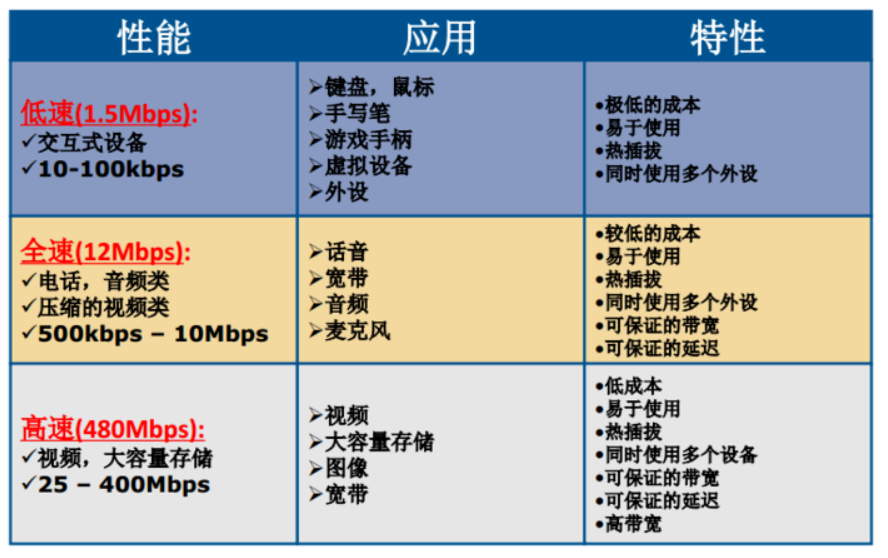 性能
应用
特性
低速(1.5Mbps):
✓交互式设备
✓10-100kbps
➢键盘，鼠标
➢手写笔
➢游戏手柄
➢虚拟设备
➢外设
•极低的成本
•易于使用
•热插拔
•同时使用多个外设
全速(12Mbps):
✓电话，音频类
✓压缩的视频类
✓500kbps – 10Mbps
➢话音
➢宽带
➢音频
➢麦克风
•较低的成本
•易于使用
•热插拔
•同时使用多个外设
•可保证的带宽
•可保证的延迟
高速(480Mbps):
✓视频，大容量存储
✓25 – 400Mbps
➢视频
➢大容量存储
➢图像
➢宽带
•低成本
•易于使用
•热插拔
•同时使用多个设备
•可保证的带宽
•可保证的延迟
•高带宽